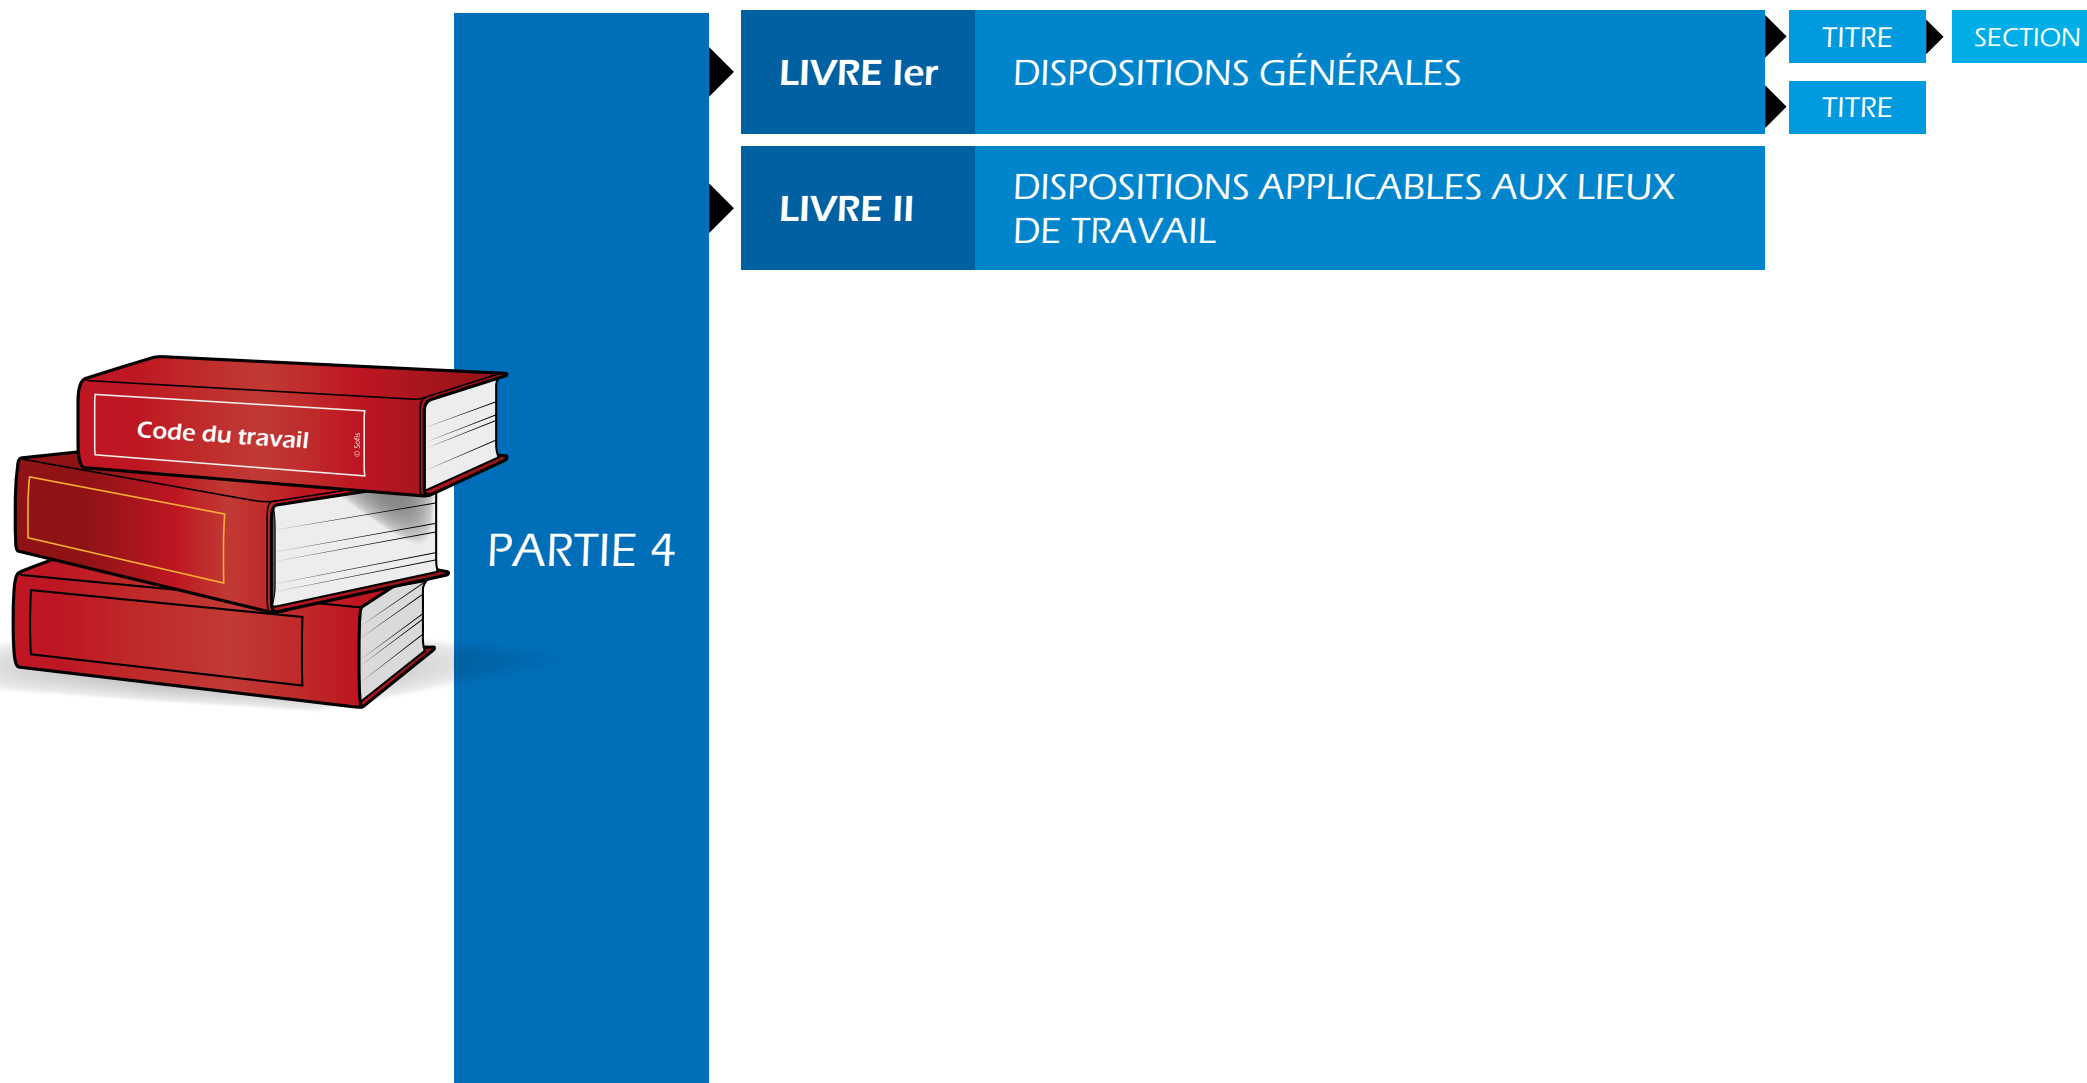 LIVRE Ier
DISPOSITIONS GÉNÉRALES
TITRE
SECTION
TITRE
LIVRE II
DISPOSITIONS APPLICABLES AUX LIEUX
DE TRAVAIL
Code du travail
© Sofis
PARTIE 4